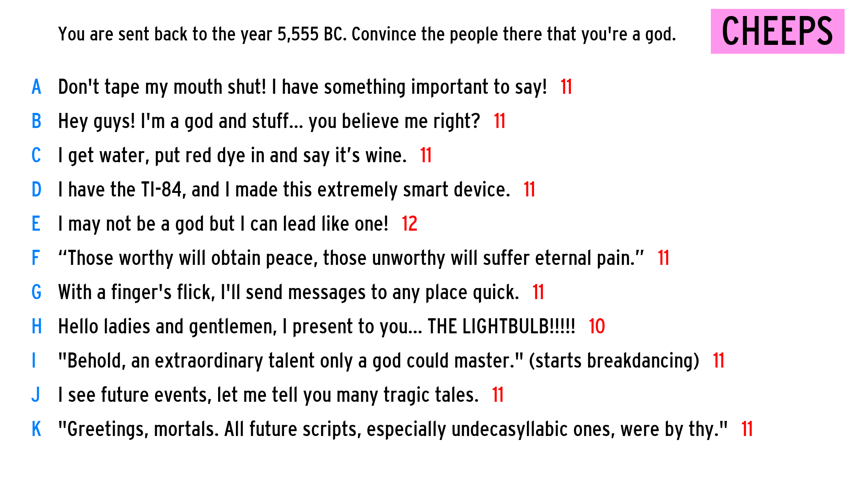 You are sent back to the year 5,555 BC. Convince the people there that you're a god. CHEEPS
A Don't tape my mouth shut! I have something important to say! 11
B Hey guys! I'm a god and stuff... you believe me right? 11
C I get water, put red dye in and say it’s wine. 11
D I have the TI-84, and I made this extremely smart device. 11
E I may not be a god but I can lead like one! 12
F “Those worthy will obtain peace, those unworthy will suffer eternal pain.” 11
G With a finger's flick, I'll send messages to any place quick. 11
H Hello ladies and gentlemen, I present to you... THE LIGHTBULB!!!!! 10
I "Behold, an extraordinary talent only a god could master." (starts breakdancing) 11
J I see future events, let me tell you many tragic tales. 11
K "Greetings, mortals. All future scripts, especially undecasyllabic ones, were by thy." 11